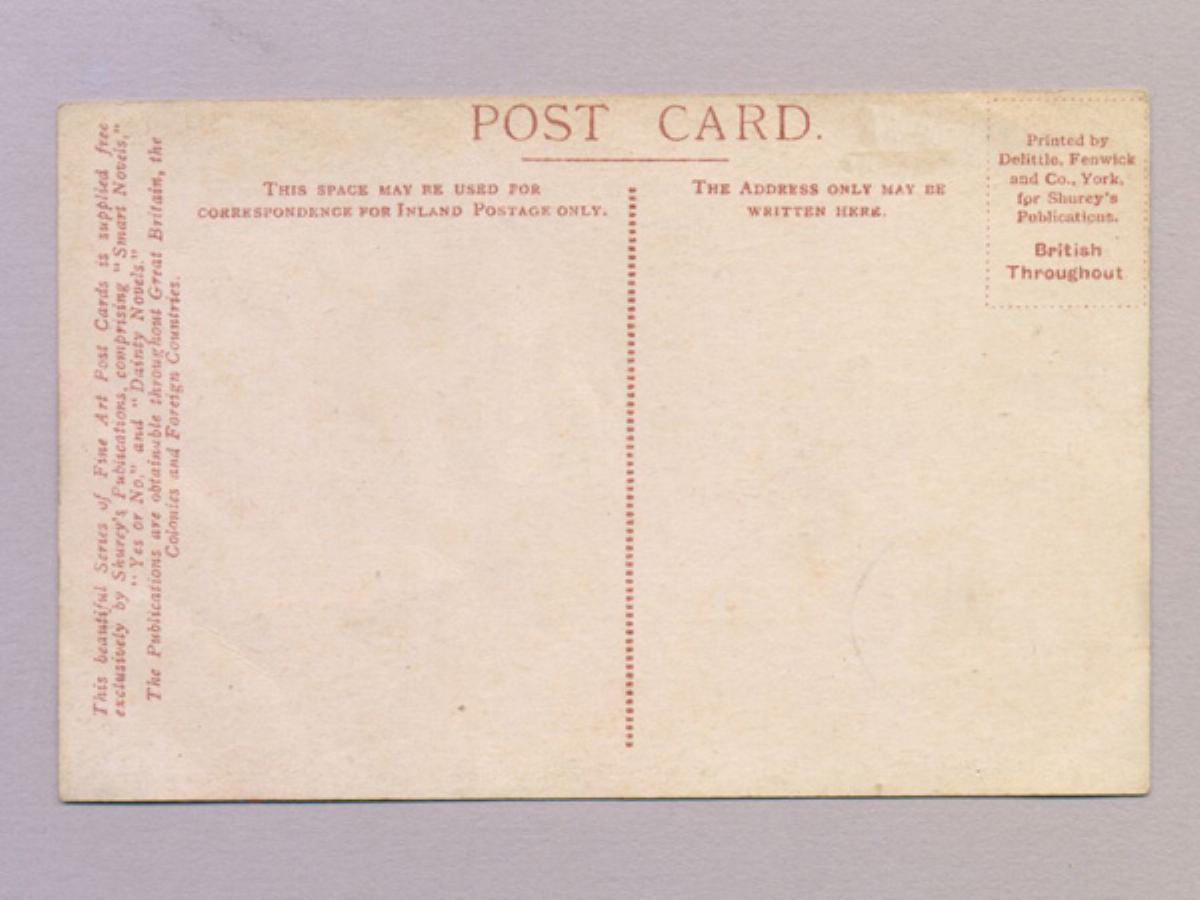 POST CARD.
THIS SPACE MAY BE USED FOR
CORRESPONDENCE FOR INLAND POSTAGE ONLY.
THE ADDRESS ONLY MAY BE
WRITTEN HERE.
Printed by
Delittle, Fenwick
and Co., York,
for Shurey's
Publications.
British
Throughout
This beautiful Series of Fine Art Post Cards is supplied free
exclusively by Shurey's Publications, comprising "Smart Novels,"
"Yes or No," and "Dainty Novels."
The Publications are obtainable throughout Great Britain, the
Colonies and Foreign Countries.